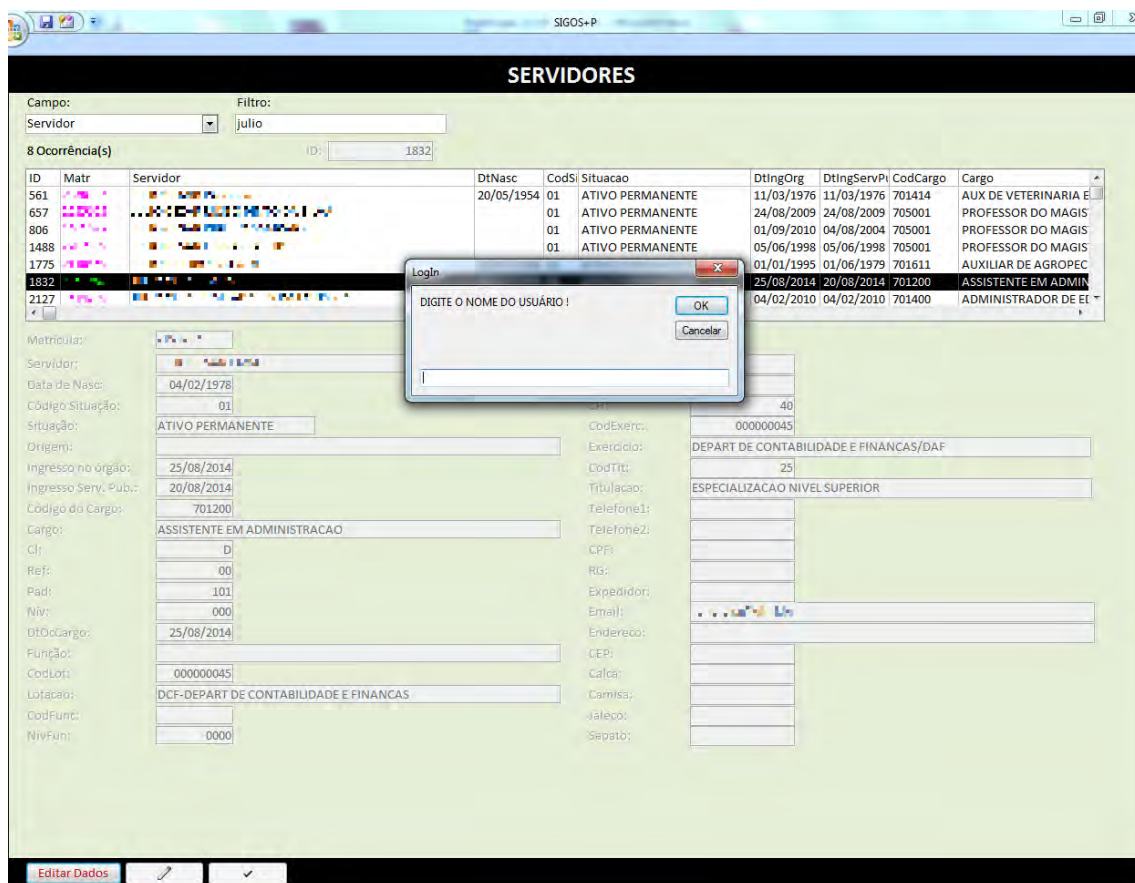 SIGOS+P
SERVIDORES
Campo: Filtro:
Servidor julio
8 Ocorrência(s) ID: 1832
ID Matr Servidor DtNasc CodSi Situacao DtIngOrg DtIngServPu CodCargo Cargo
561 20/05/1954 01 ATIVO PERMANENTE 11/03/1976 11/03/1976 701414 AUX DE VETERINARIA E
657 01 ATIVO PERMANENTE 24/08/2009 24/08/2009 705001 PROFESSOR DO MAGIS
806 01 ATIVO PERMANENTE 01/09/2010 04/08/2004 705001 PROFESSOR DO MAGIS
1488 01 ATIVO PERMANENTE 05/06/1998 05/06/1998 705001 PROFESSOR DO MAGIS
1775 01/01/1995 01/06/1979 701611 AUXILIAR DE AGROPEC
1832 25/08/2014 20/08/2014 701200 ASSISTENTE EM ADMIN
2127 04/02/2010 04/02/2010 701400 ADMINISTRADOR DE EI
LogIn
DIGITE O NOME DO USUÁRIO !
OK
Cancelar
Matrícula:
Servidor:
Data de Nasc: 04/02/1978
Código Situação: 01 40
Situação: ATIVO PERMANENTE CodExerc: 000000045
Origem: Exercicio: DEPART DE CONTABILIDADE E FINANCAS/DAF
Ingresso no órgão: 25/08/2014 CodTit: 25
Ingresso Serv. Pub.: 20/08/2014 Titulacao: ESPECIALIZACAO NIVEL SUPERIOR
Código do Cargo: 701200 Telefone1:
Cargo: ASSISTENTE EM ADMINISTRACAO Telefone2:
Cl: D CPF:
Ref: 00 RG:
Pad: 101 Expedidor:
Niv: 000 Email:
DtOcCargo: 25/08/2014 Endereco:
Função: CEP:
CodLot: 000000045 Calca:
Lotacao: DCF-DEPART DE CONTABILIDADE E FINANCAS Camisa:
CodFunc: Jaleco:
NivFun: 0000 Sapato:
Editar Dados